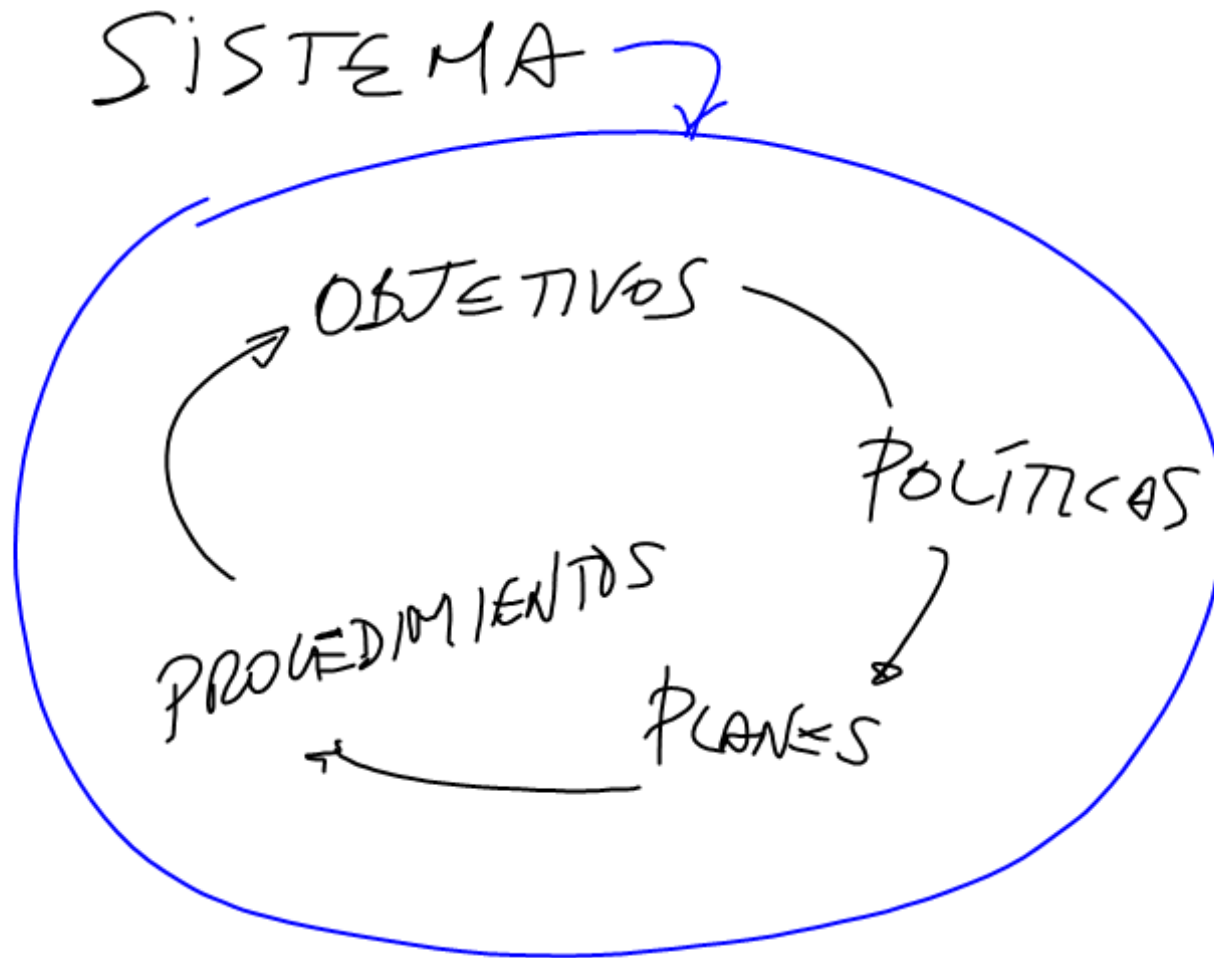 SISTEMA
OBJETIVOS
POLÍTICAS
PROCEDIMIENTOS
PLANES